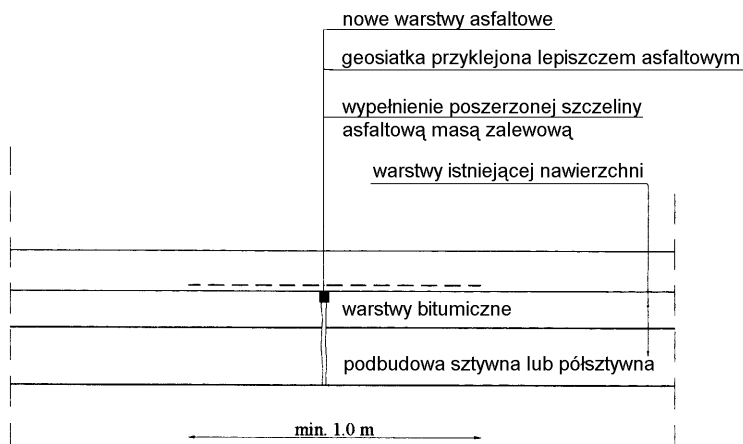 nowe warstwy asfaltowe
geosiatka przyklejona lepiszczem asfaltowym
wypełnienie poszerzonej szczeliny
asfaltową masą zalewową
warstwy istniejącej nawierzchni
warstwy bitumiczne
podbudowa sztywna lub półsztywna
min. 1.0 m